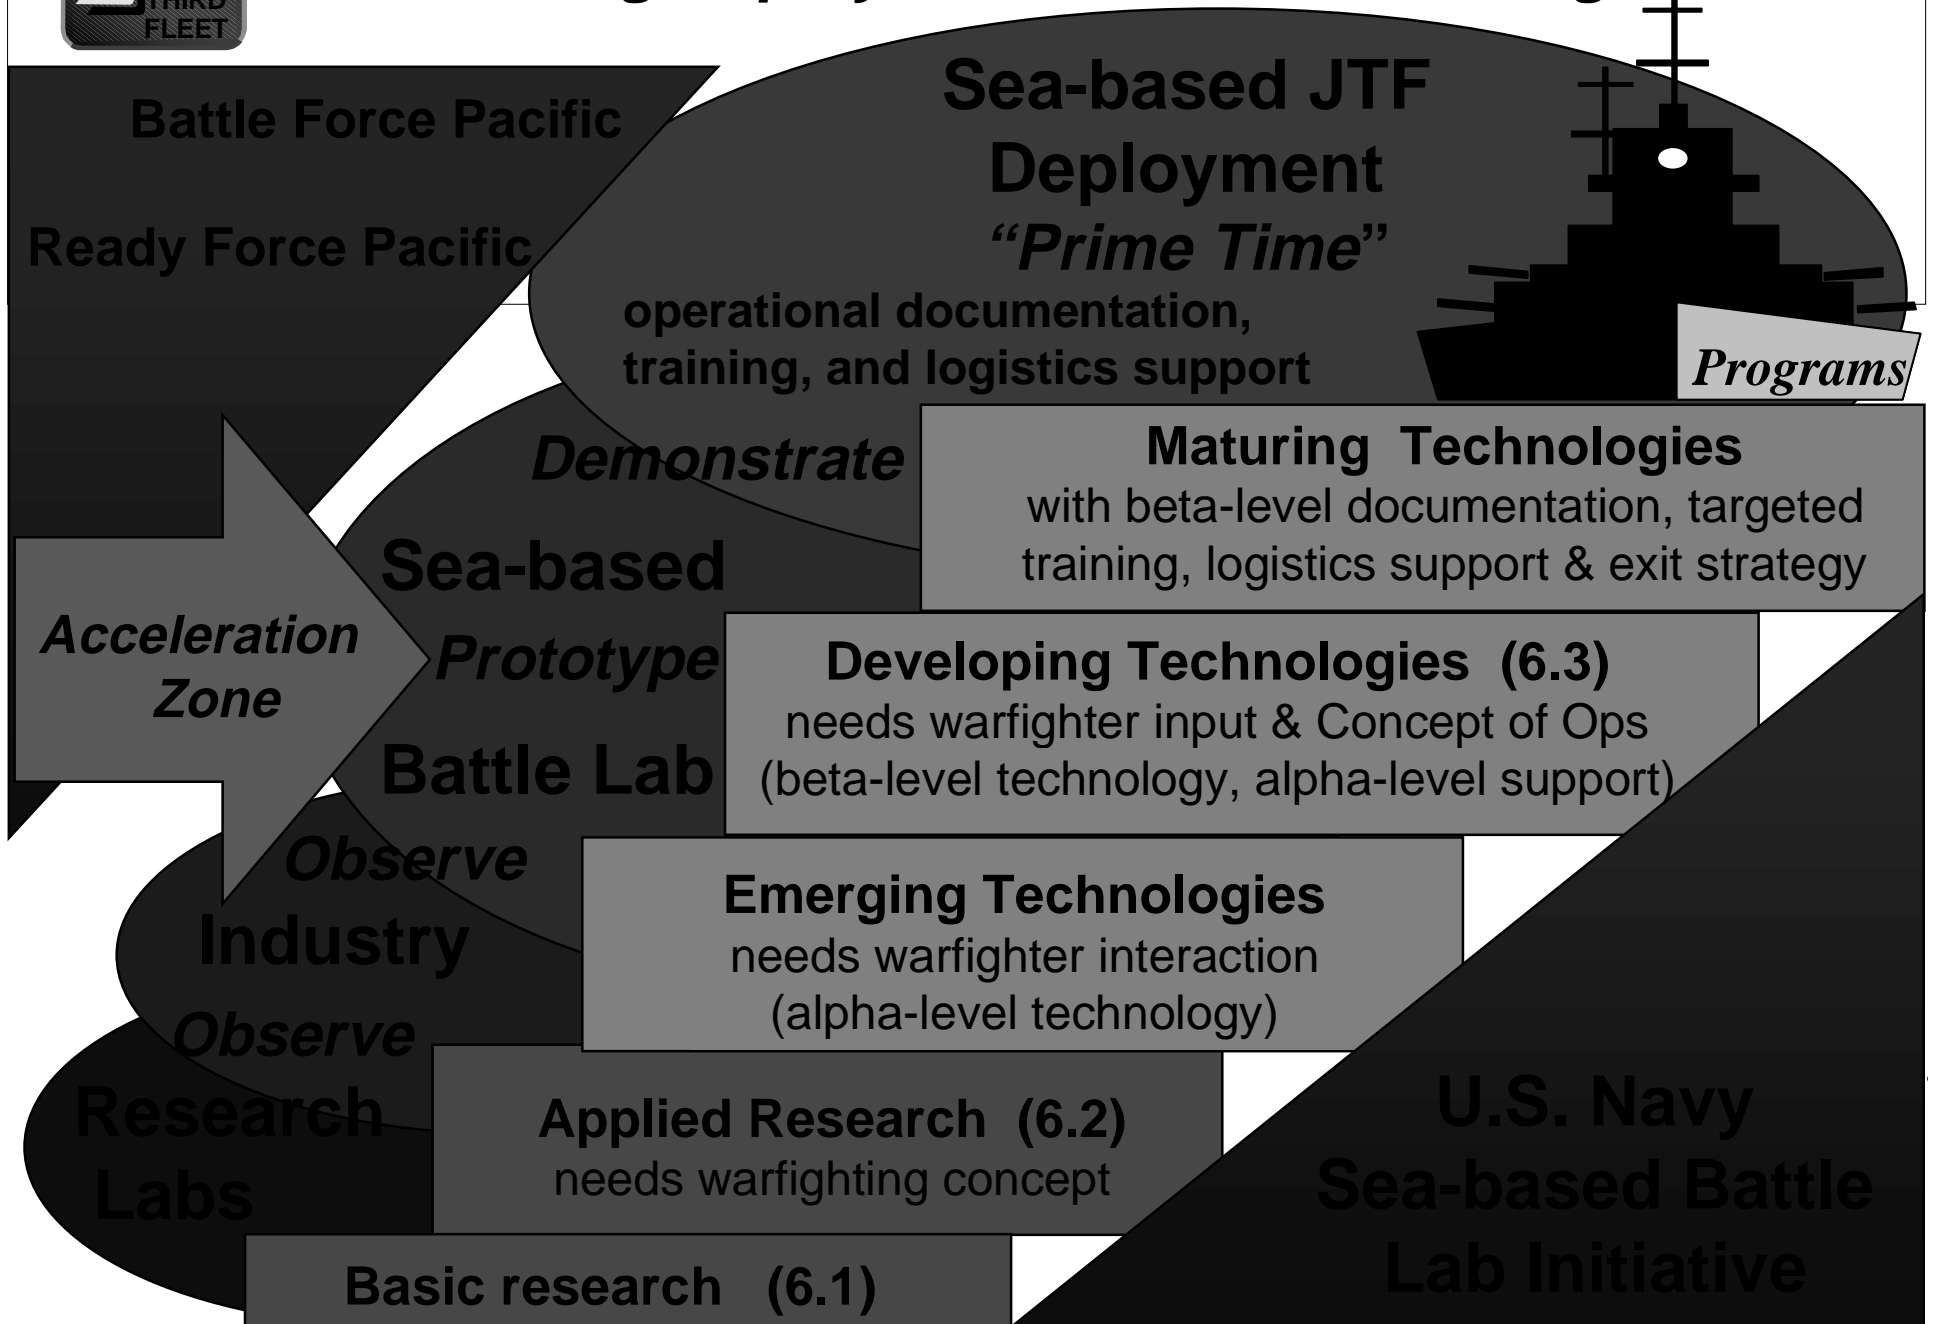 THIRD
FLEET
Battle Force Pacific
Ready Force Pacific
Sea-based JTF
Deployment
“Prime Time”
operational documentation,
training, and logistics support
Programs
Demonstrate
Maturing Technologies
with beta-level documentation, targeted
training, logistics support & exit strategy
Sea-based
Acceleration
Zone
Prototype
Developing Technologies (6.3)
needs warfighter input & Concept of Ops
(beta-level technology, alpha-level support)
Battle Lab
Observe
Emerging Technologies
needs warfighter interaction
(alpha-level technology)
Industry
Observe
Research
Labs
Applied Research (6.2)
needs warfighting concept
U.S. Navy
Sea-based Battle
Lab Initiative
Basic research (6.1)